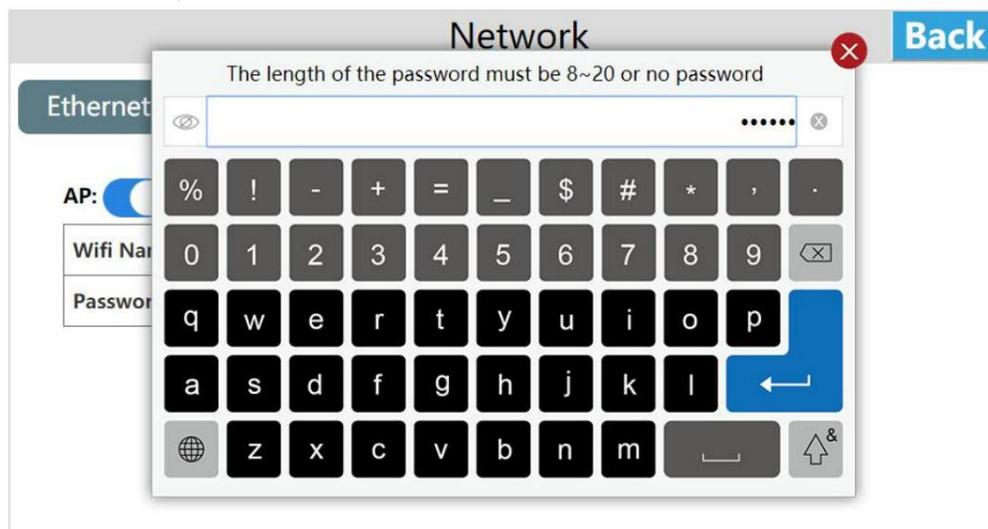 Network
Back
The length of the password must be 8~20 or no password
Ethernet
••••••
AP:
% ! - + = _ $ # * , .
Wifi Nar
0 1 2 3 4 5 6 7 8 9
Passwor
q w e r t y u i o p
a s d f g h j k l
z x c v b n m &